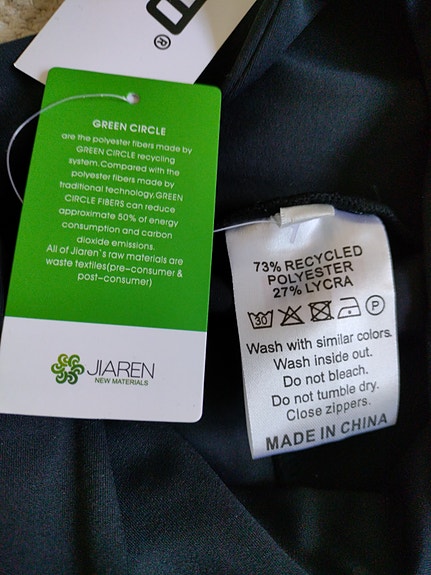 ®
GREEN CIRCLE
are the polyester fibers made by
GREEN CIRCLE recycling
system.Compared with the
polyester fibers made by
traditional technology.GREEN
CIRCLE FIBERS can reduce
approximate 50% of energy
consumption and carbon
dioxide emissions.
All of Jiaren`s raw materials are
waste textiles(pre-consumer &
post-consumer)
JIAREN
NEW MATERIALS
73% RECYCLED
POLYESTER
27% LYCRA
30 P
Wash with similar colors.
Wash inside out.
Do not bleach.
Do not tumble dry.
Close zippers.
MADE IN CHINA